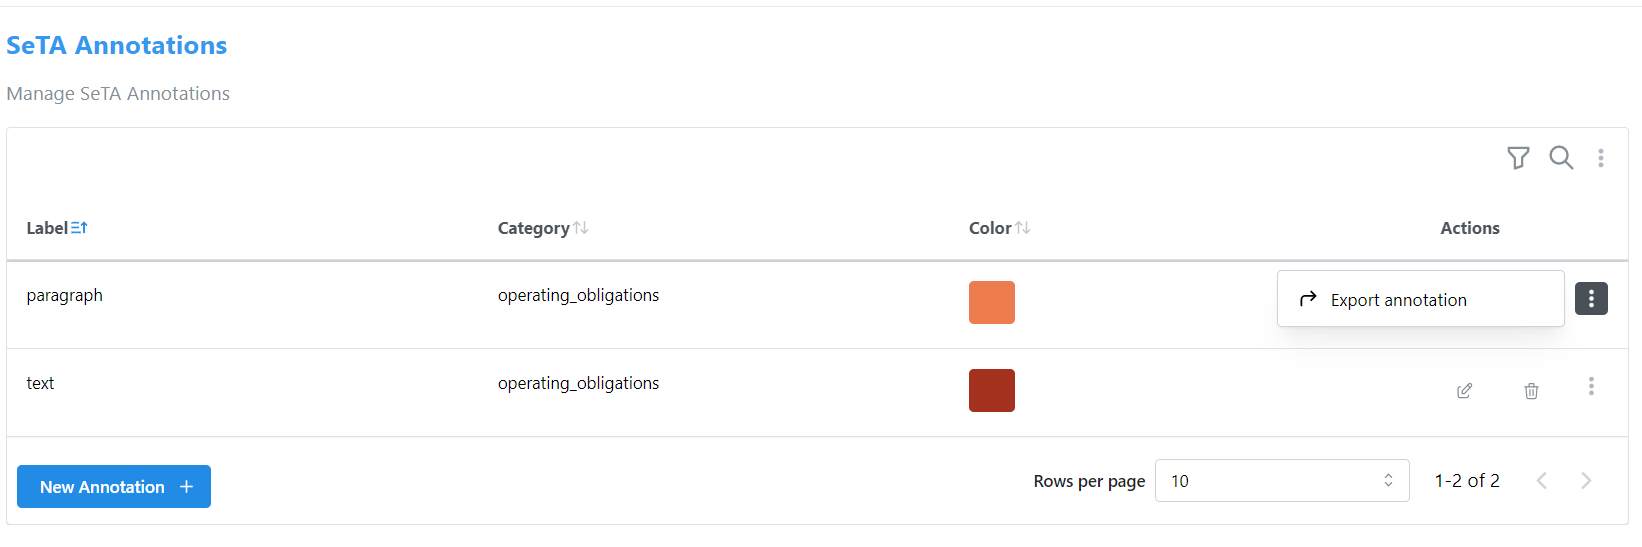 SeTA Annotations
Manage SeTA Annotations
Label Category Color Actions
paragraph operating_obligations Export annotation
text operating_obligations
New Annotation + Rows per page 10 1-2 of 2